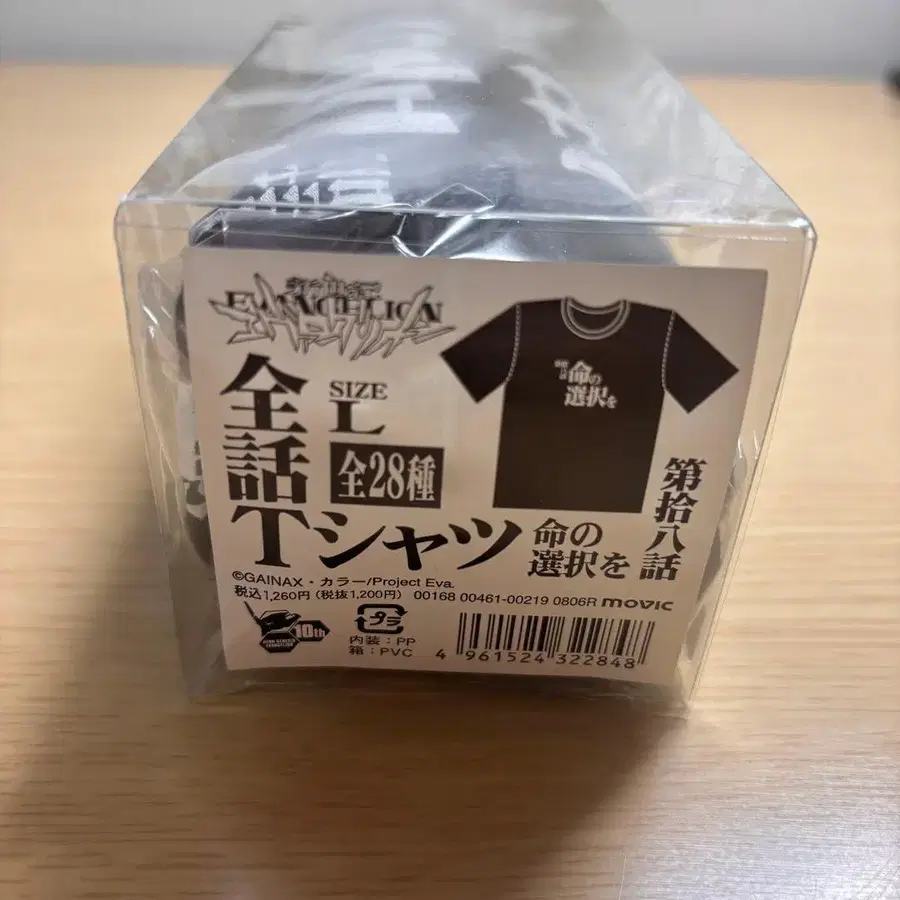 新世紀
EVANGELION
エヴァンゲリオン
全話
Tシャツ
SIZE
L
全28種
命の
選択を
第拾八話
命の
選択を
©GAINAX・カラー/Project Eva.
税込1,260円(税抜1,200円) 00168 00461-00219 0806R movic
10th
プラ
内装:PP
箱:PVC
4 961524 322848